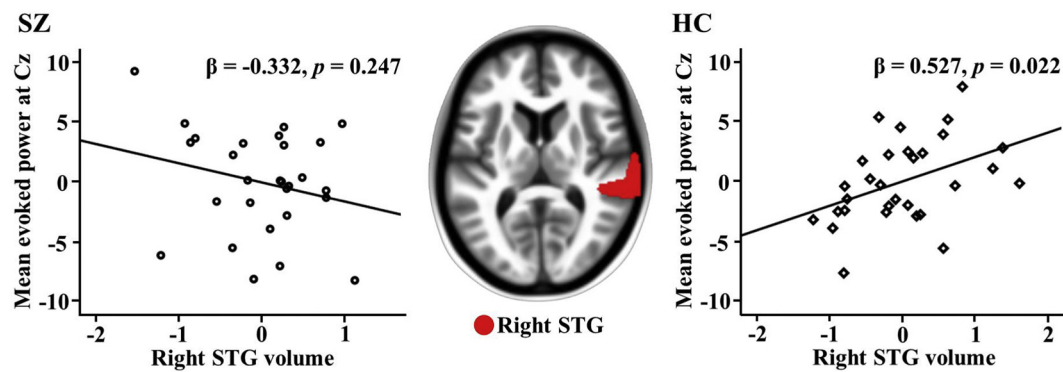 SZ
β = -0.332, p = 0.247
Mean evoked power at Cz
10
5
0
-5
-10
-2
-1
0
1
Right STG volume
Right STG
HC
β = 0.527, p = 0.022
Mean evoked power at Cz
10
5
0
-5
-10
-2
-1
0
1
2
Right STG volume